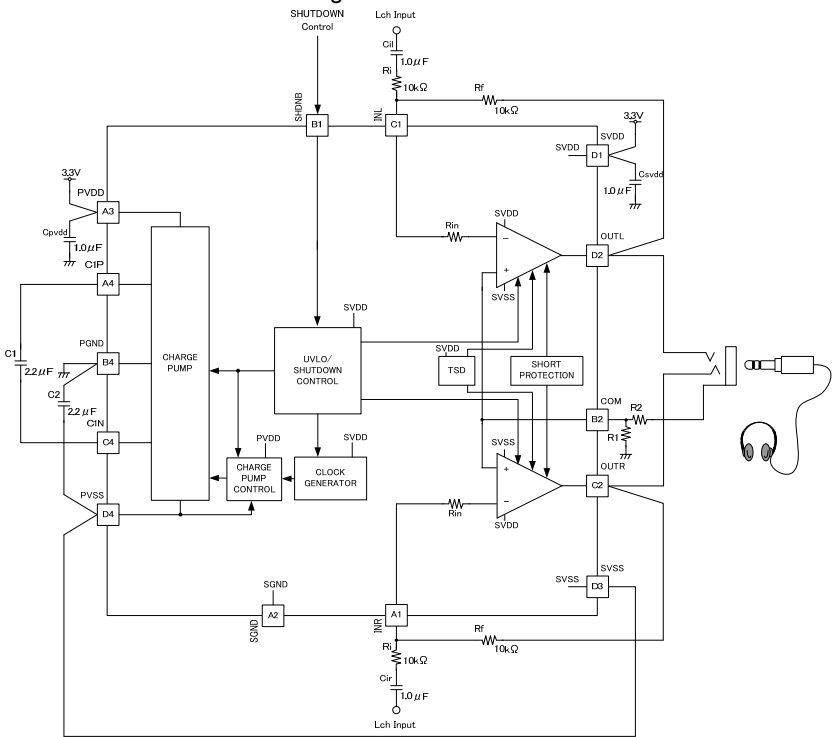 SHUTDOWN
Control
Lch Input
Cil
1.0μF
Ri
10kΩ
Rf
10kΩ
SHDNB
B1
INL
C1
SVDD
3.3V
SVDD
D1
Csvdd
1.0μF
3.3V
PVDD
A3
Cpvdd
1.0μF
C1P
A4
Rin
SVDD
−
+
SVSS
OUTL
D2
C1
2.2μF
PGND
B4
C2
2.2μF
C1N
C4
PVSS
D4
CHARGE
PUMP
SVDD
UVLO/
SHUTDOWN
CONTROL
SVDD
TSD
SHORT
PROTECTION
COM
B2
R2
R1
PVDD
CHARGE
PUMP
CONTROL
SVDD
CLOCK
GENERATOR
SVSS
+
−
SVDD
Rin
OUTR
C2
SVSS
SVSS
D3
SGND
SGND
A2
INR
A1
Rf
10kΩ
Ri
10kΩ
Cir
1.0μF
Lch Input